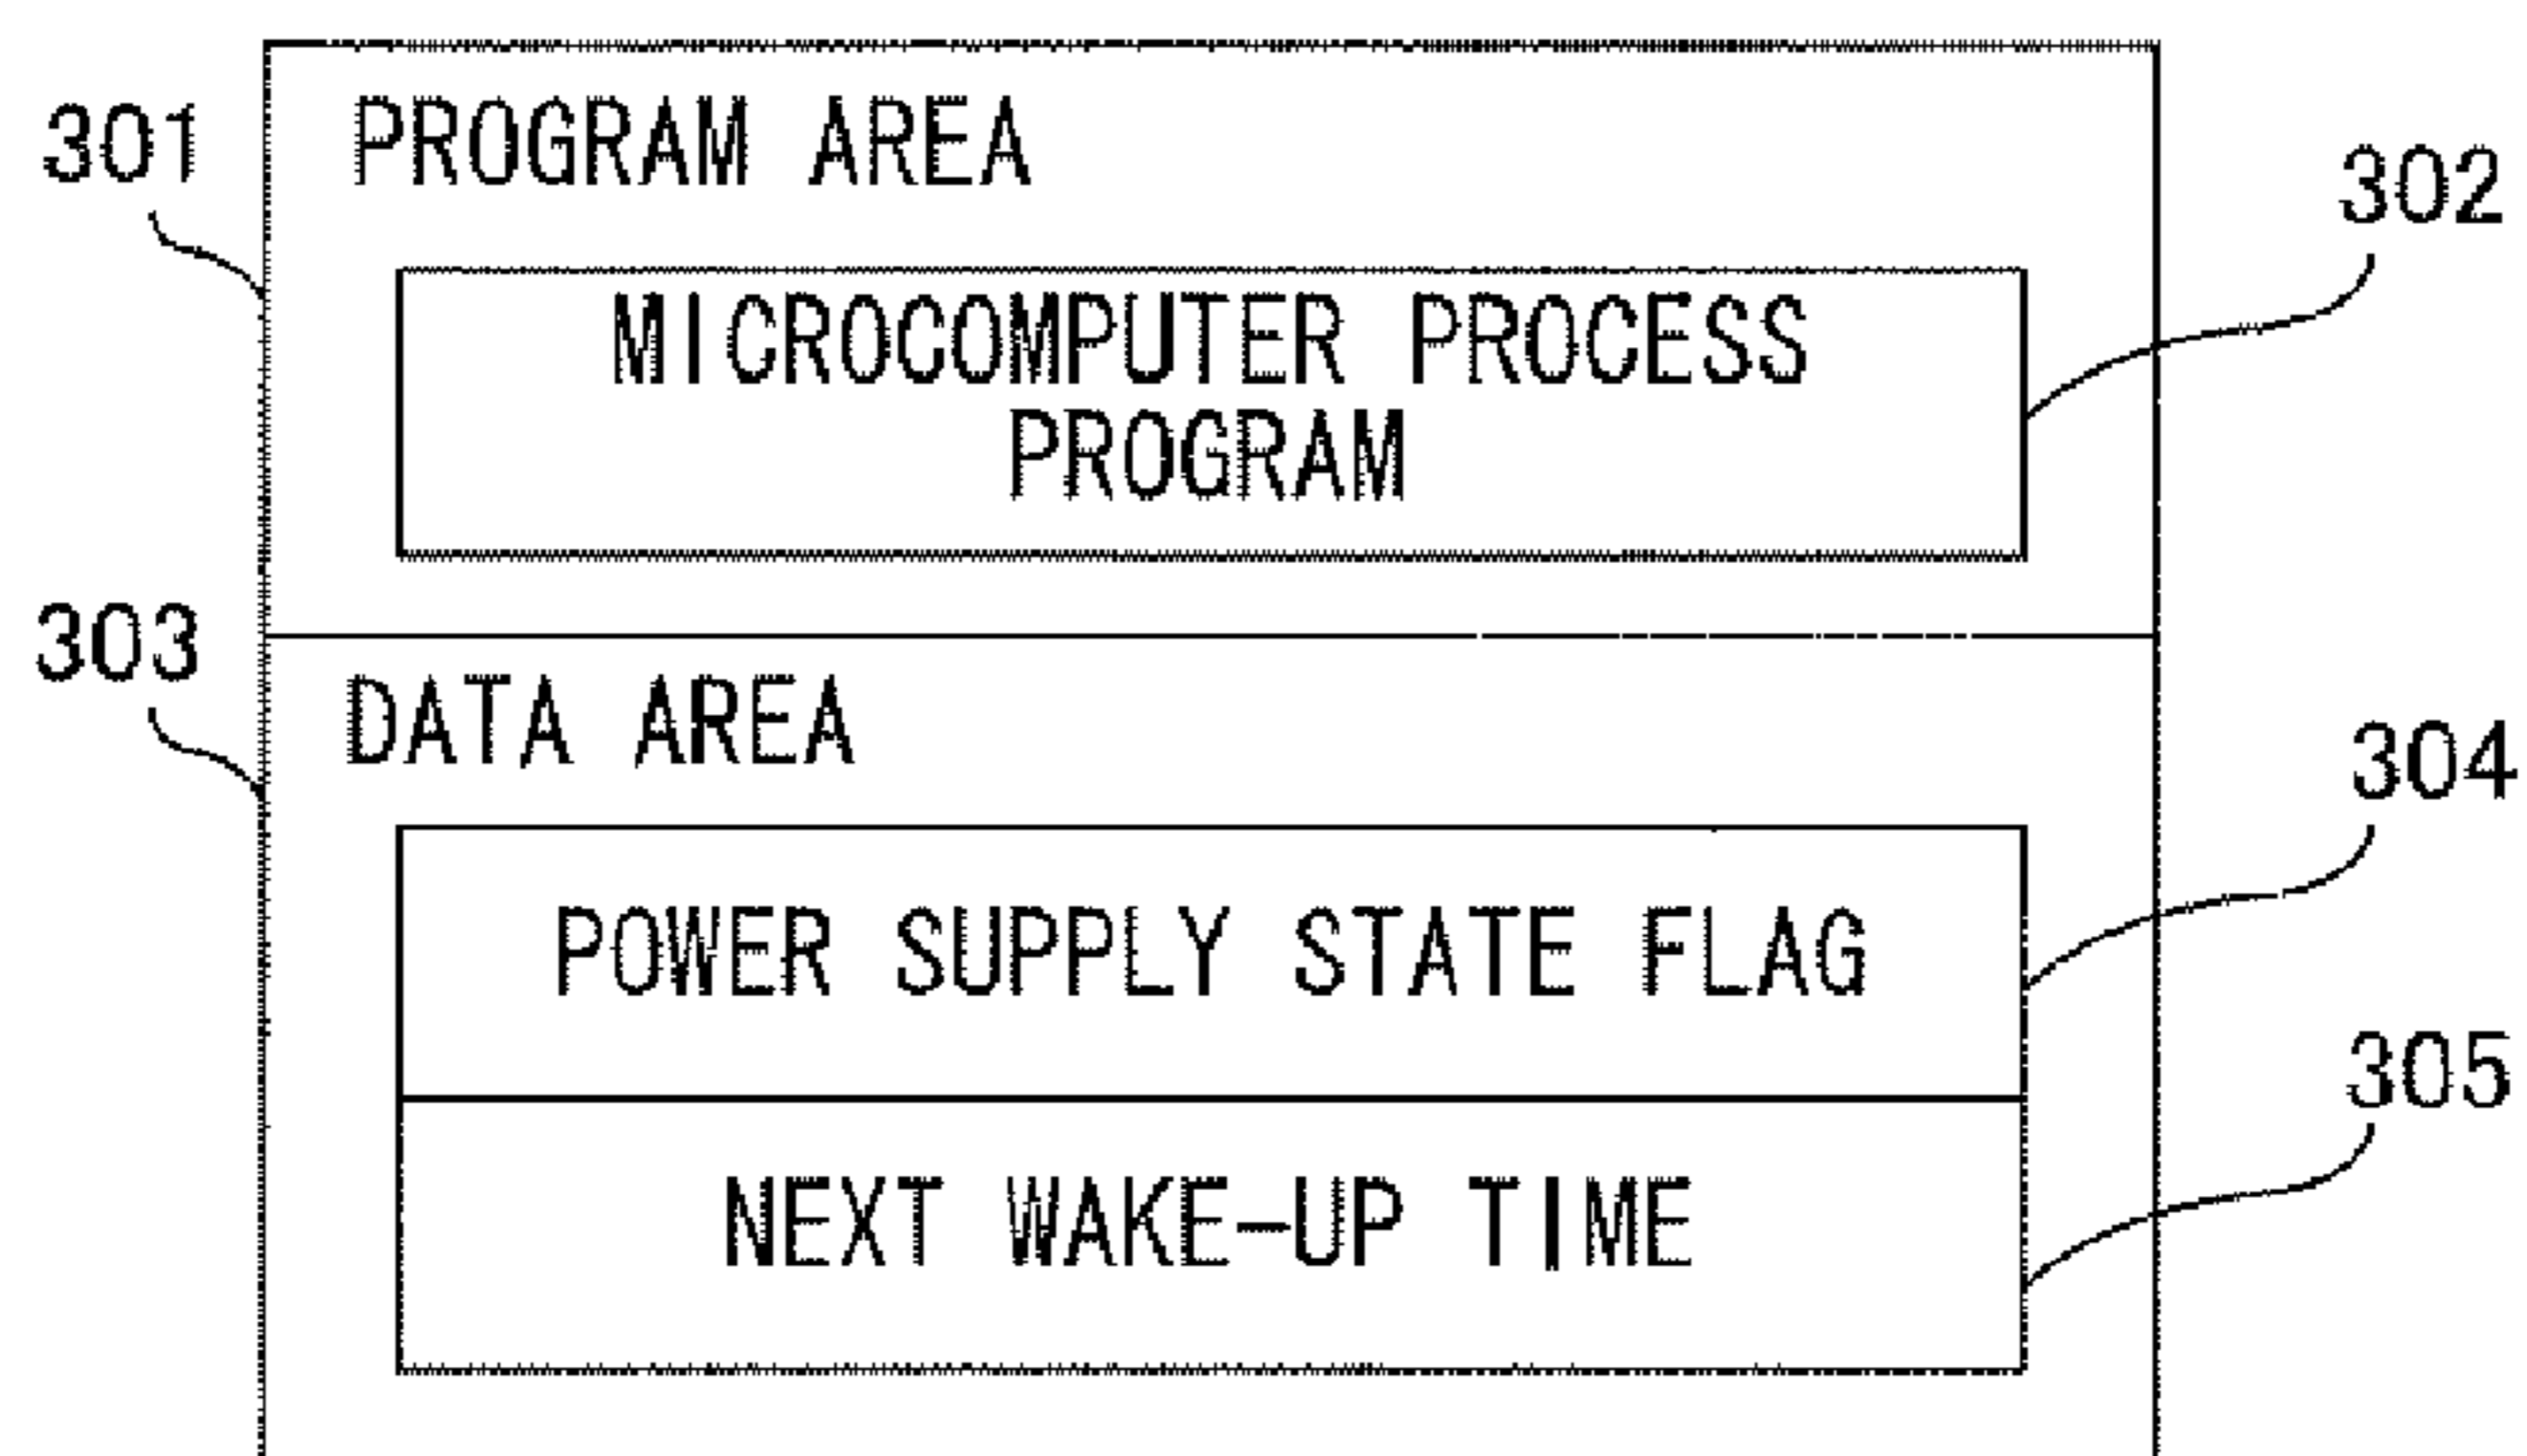 301
PROGRAM AREA
302
MICROCOMPUTER PROCESS
PROGRAM
303
DATA AREA
304
POWER SUPPLY STATE FLAG
305
NEXT WAKE-UP TIME